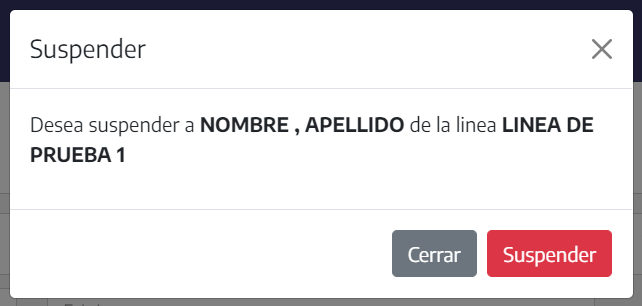 Suspender
Desea suspender a NOMBRE , APELLIDO de la linea LINEA DE
PRUEBA 1
Cerrar
Suspender